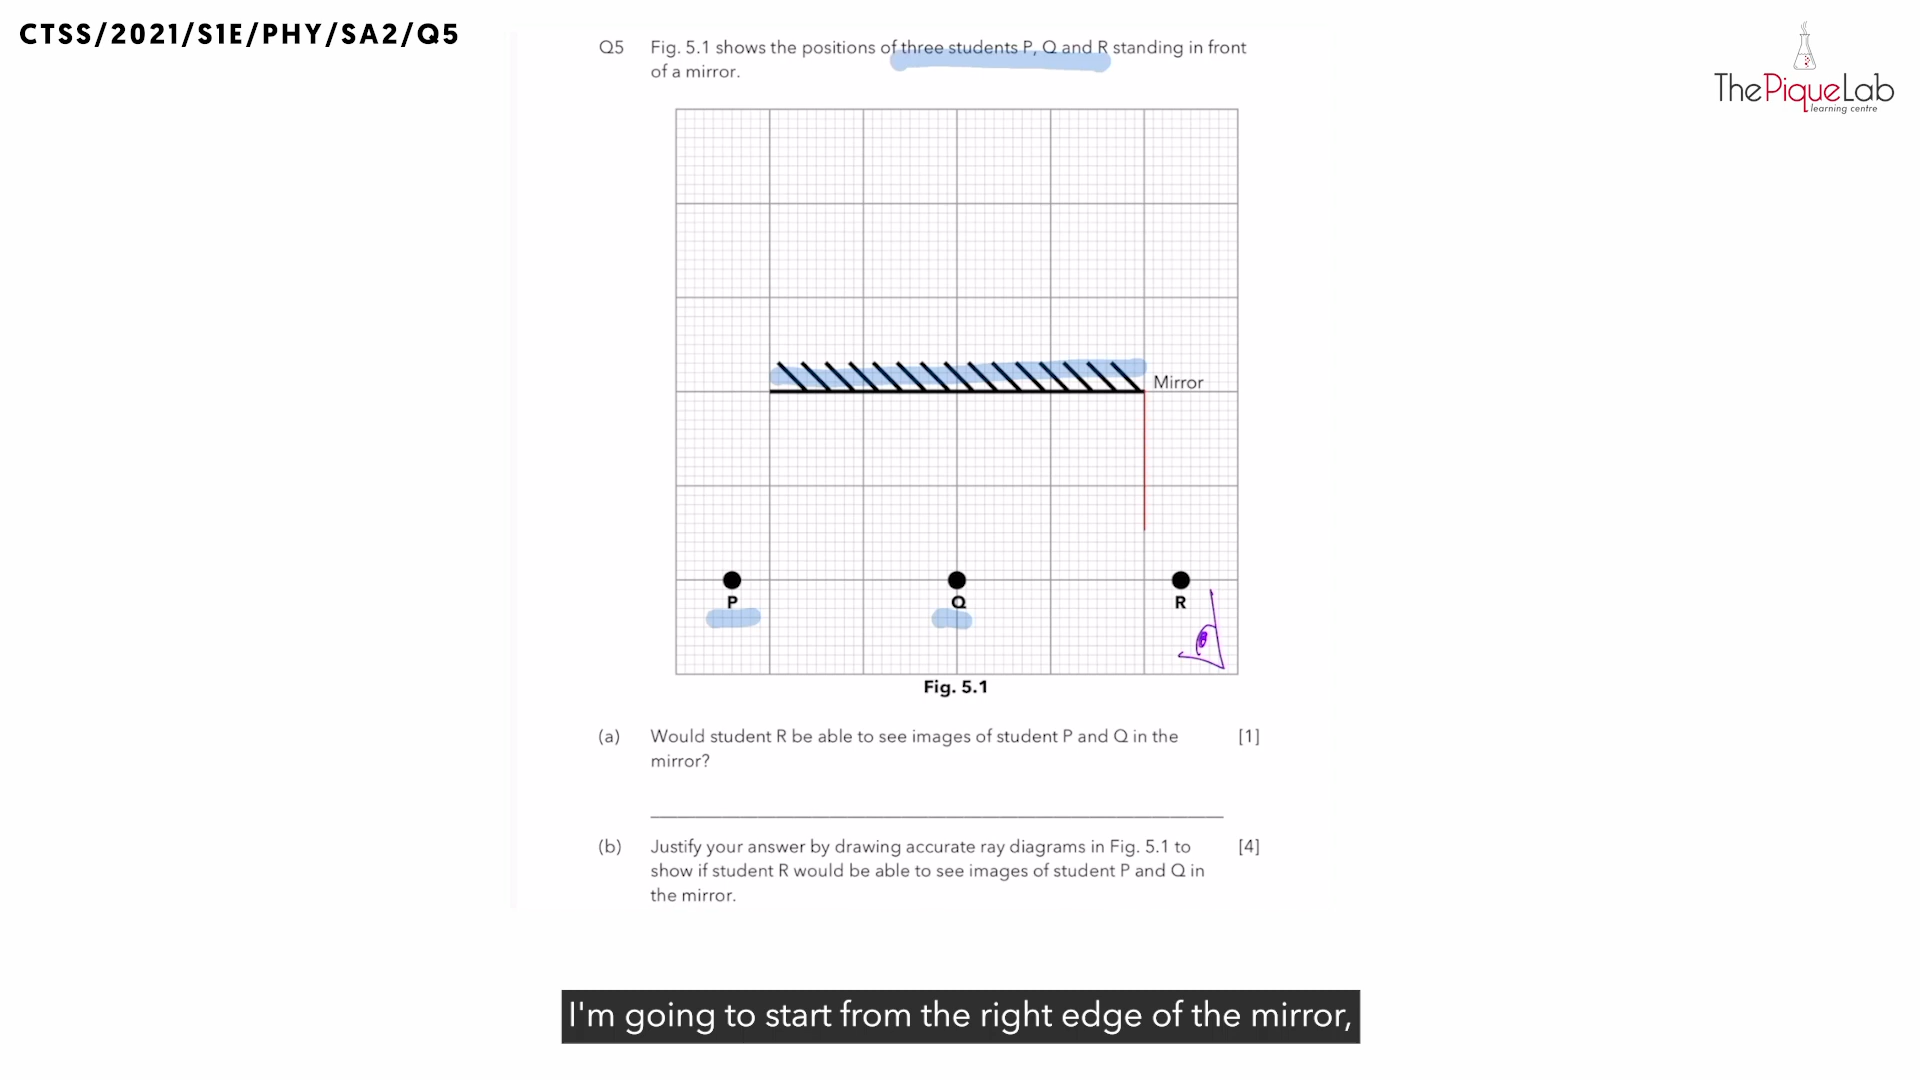 CTSS/2021/S1E/PHY/SA2/Q5
ThePiqueLab
learning centre
Q5 Fig. 5.1 shows the positions of three students P, Q and R standing in front
of a mirror.
Mirror
P Q R
Fig. 5.1
(a) Would student R be able to see images of student P and Q in the [1]
mirror?
(b) Justify your answer by drawing accurate ray diagrams in Fig. 5.1 to [4]
show if student R would be able to see images of student P and Q in
the mirror.
I'm going to start from the right edge of the mirror,